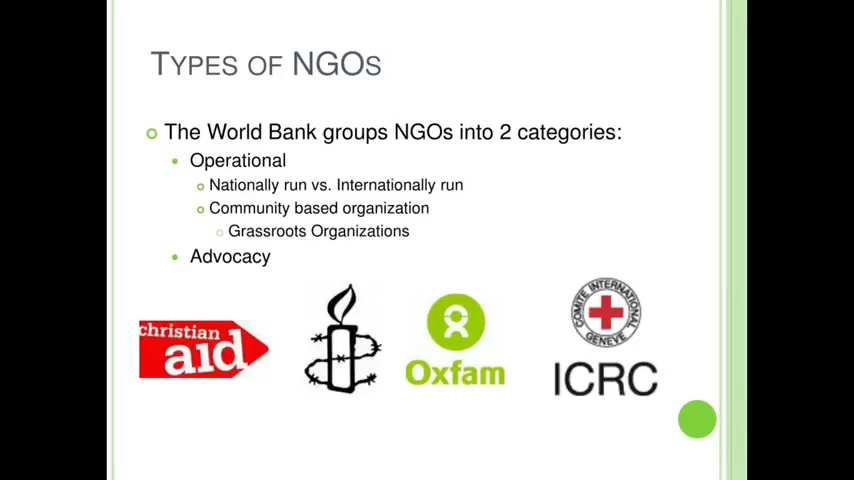 TYPES OF NGOS
The World Bank groups NGOs into 2 categories:
Operational
Nationally run vs. Internationally run
Community based organization
Grassroots Organizations
Advocacy
christian
aid
Oxfam
COMITE INTERNATIONAL
GENEVE
ICRC